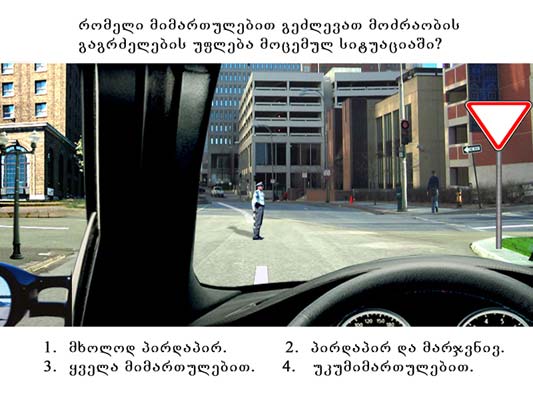 რომელი მიმართულებით გეძლევათ მოძრაობის
გაგრძელების უფლება მოცემულ სიტუაციაში?
1. მხოლოდ პირდაპირ.
2. პირდაპირ და მარჯვნივ.
3. ყველა მიმართულებით.
4. უკუმიმართულებით.